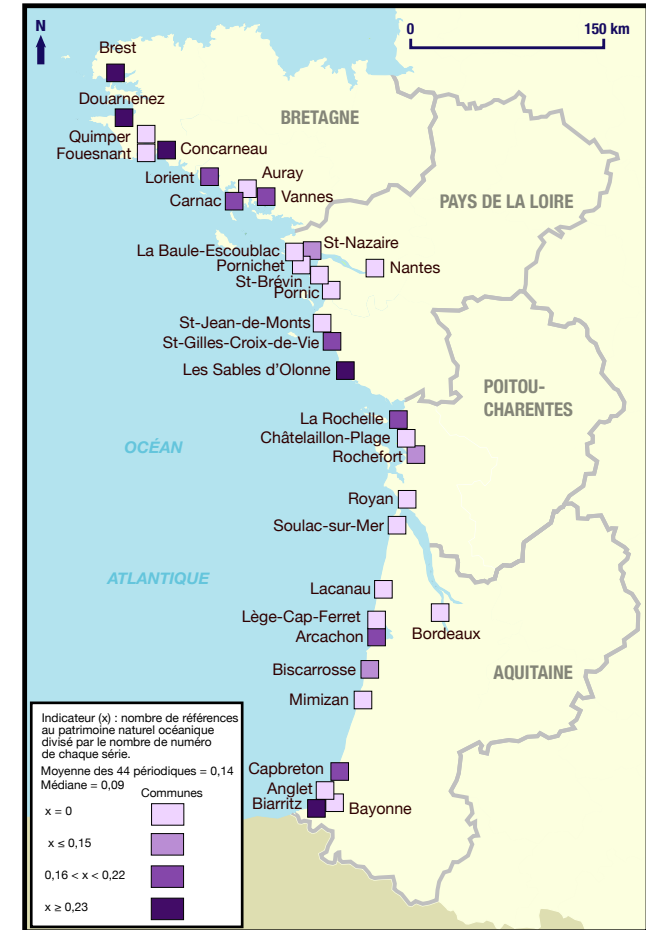 N
0 150 km
Brest
Douarnenez
BRETAGNE
Quimper
Fouesnant
Concarneau
Lorient
Auray
Carnac
Vannes
PAYS DE LA LOIRE
La Baule-Escoublac
St-Nazaire
Pornichet
Nantes
St-Brévin
Pornic
St-Jean-de-Monts
St-Gilles-Croix-de-Vie
Les Sables d'Olonne
POITOU-
CHARENTES
La Rochelle
Châtelaillon-Plage
OCÉAN
Rochefort
Royan
Soulac-sur-Mer
ATLANTIQUE
Lacanau
Lège-Cap-Ferret
Bordeaux
Arcachon
Biscarrosse
AQUITAINE
Mimizan
Capbreton
Anglet
Biarritz
Bayonne
Indicateur (x) : nombre de références
au patrimoine naturel océanique
divisé par le nombre de numéro
de chaque série.
Moyenne des 44 périodiques = 0,14
Médiane = 0,09
Communes
x = 0
x ≤ 0,15
0,16 < x < 0,22
x ≥ 0,23